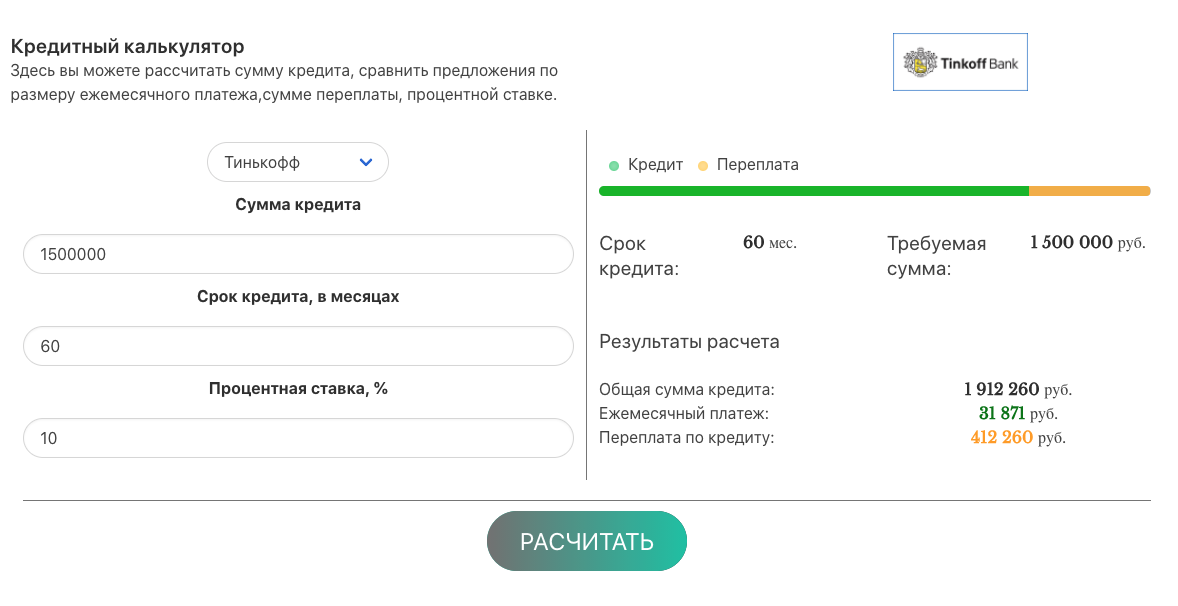 Кредитный калькулятор
Здесь вы можете рассчитать сумму кредита, сравнить предложения по
размеру ежемесячного платежа,сумме переплаты, процентной ставке.
Tinkoff Bank
Тинькофф
Сумма кредита
1500000
Срок кредита, в месяцах
60
Процентная ставка, %
10
Кредит Переплата
Срок
кредита:
60 мес.
Требуемая
сумма:
1 500 000 руб.
Результаты расчета
Общая сумма кредита: 1 912 260 руб.
Ежемесячный платеж: 31 871 руб.
Переплата по кредиту: 412 260 руб.
РАСЧИТАТЬ